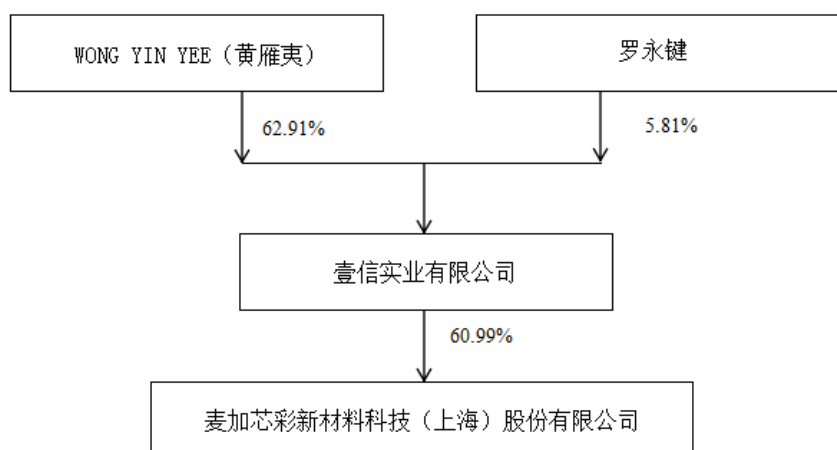 WONG YIN YEE（黄雁夷）
罗永键
62.91%
5.81%
壹信实业有限公司
60.99%
麦加芯彩新材料科技（上海）股份有限公司